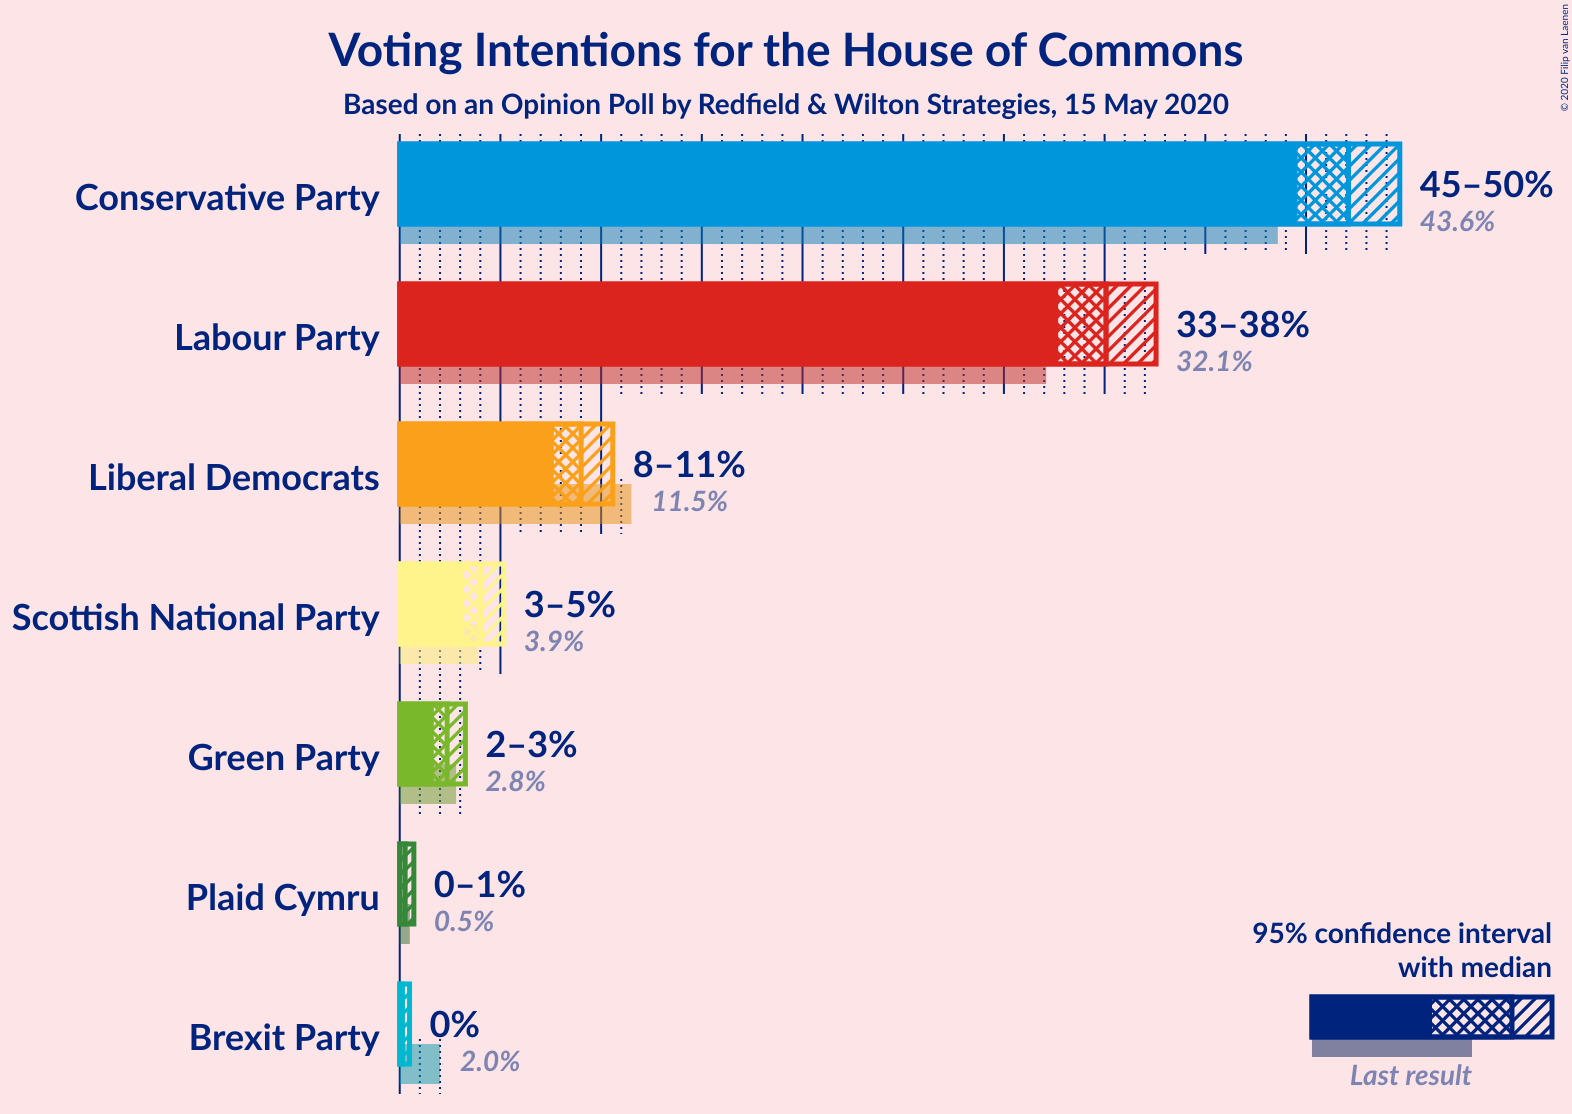 Voting Intentions for the House of Commons
Based on an Opinion Poll by Redfield & Wilton Strategies, 15 May 2020
© 2020 Filip van Laenen
Conservative Party
45–50%
43.6%
Labour Party
33–38%
32.1%
Liberal Democrats
8–11%
11.5%
Scottish National Party
3–5%
3.9%
Green Party
2–3%
2.8%
Plaid Cymru
0–1%
0.5%
Brexit Party
0%
2.0%
95% confidence interval
with median
Last result